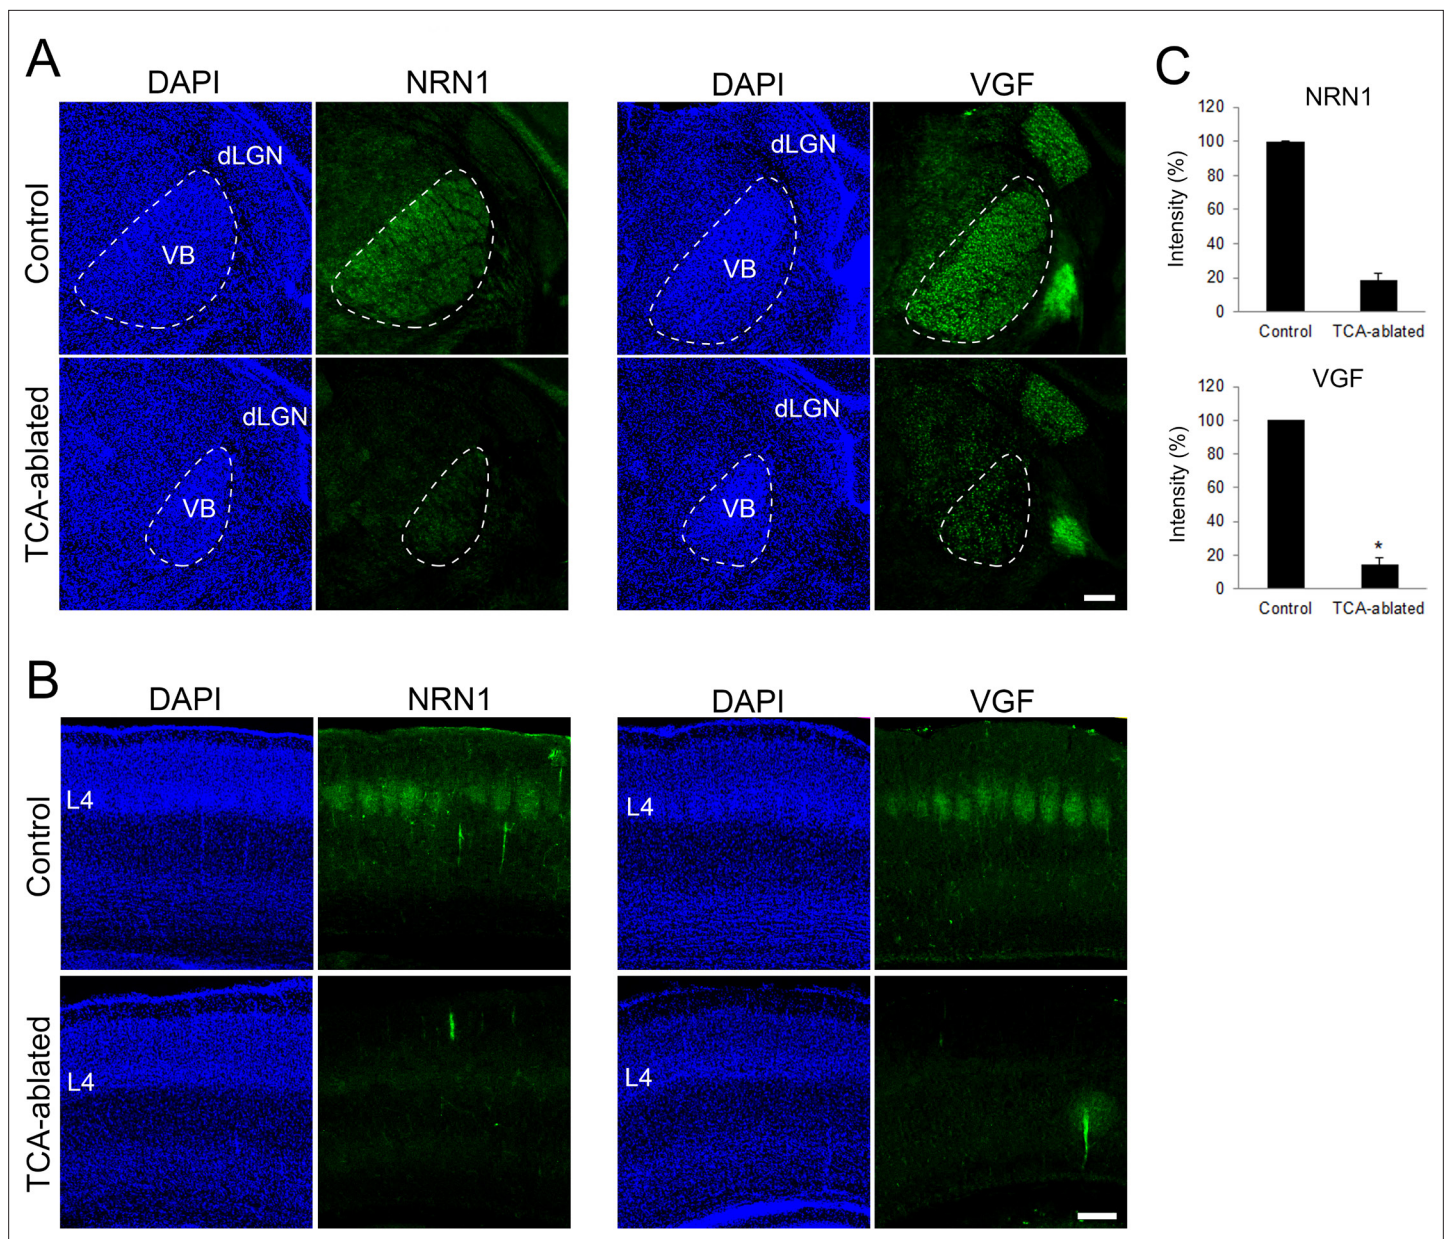 A
DAPI
NRN1
DAPI
VGF
Control
dLGN
VB
dLGN
VB
TCA-ablated
dLGN
VB
dLGN
VB
B
DAPI
NRN1
DAPI
VGF
Control
L4
L4
TCA-ablated
L4
L4
C
NRN1
Intensity (%)
120
100
80
60
40
20
0
Control TCA-ablated
VGF
Intensity (%)
120
100
80
60
40
20
0
*
Control TCA-ablated